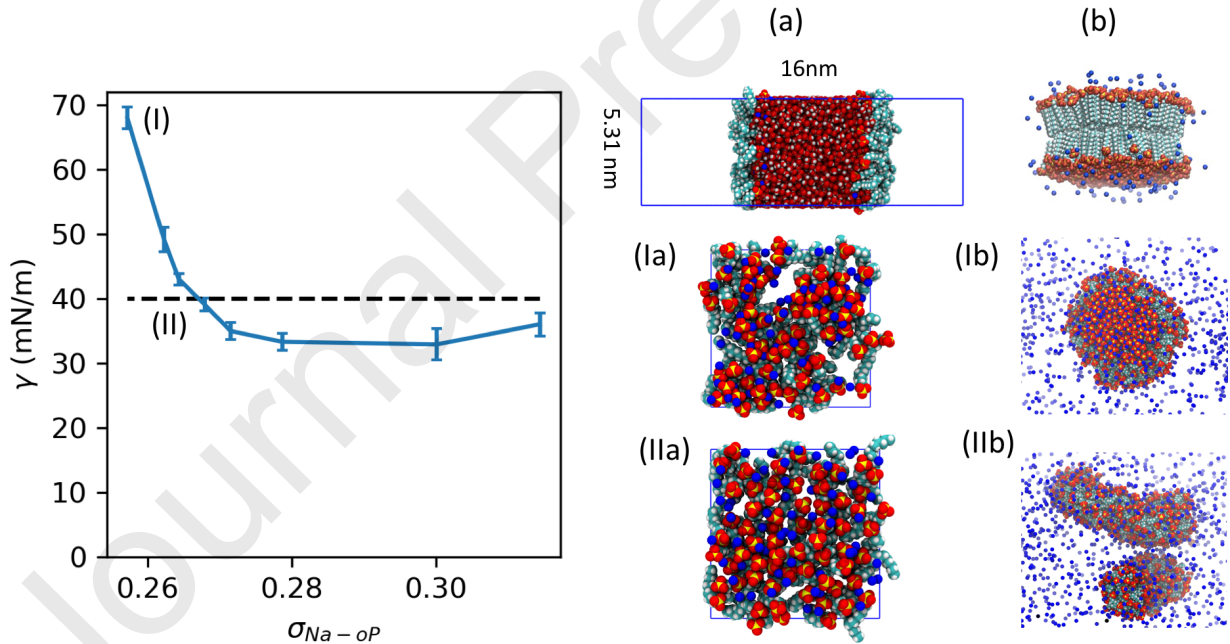 Journal Pre
70
60
50
40
30
20
10
0
γ (mN/m)
(I)
(II)
0.26
0.28
0.30
σNa−oP
(a)
16nm
5.31 nm
(b)
(Ia)
(Ib)
(IIa)
(IIb)